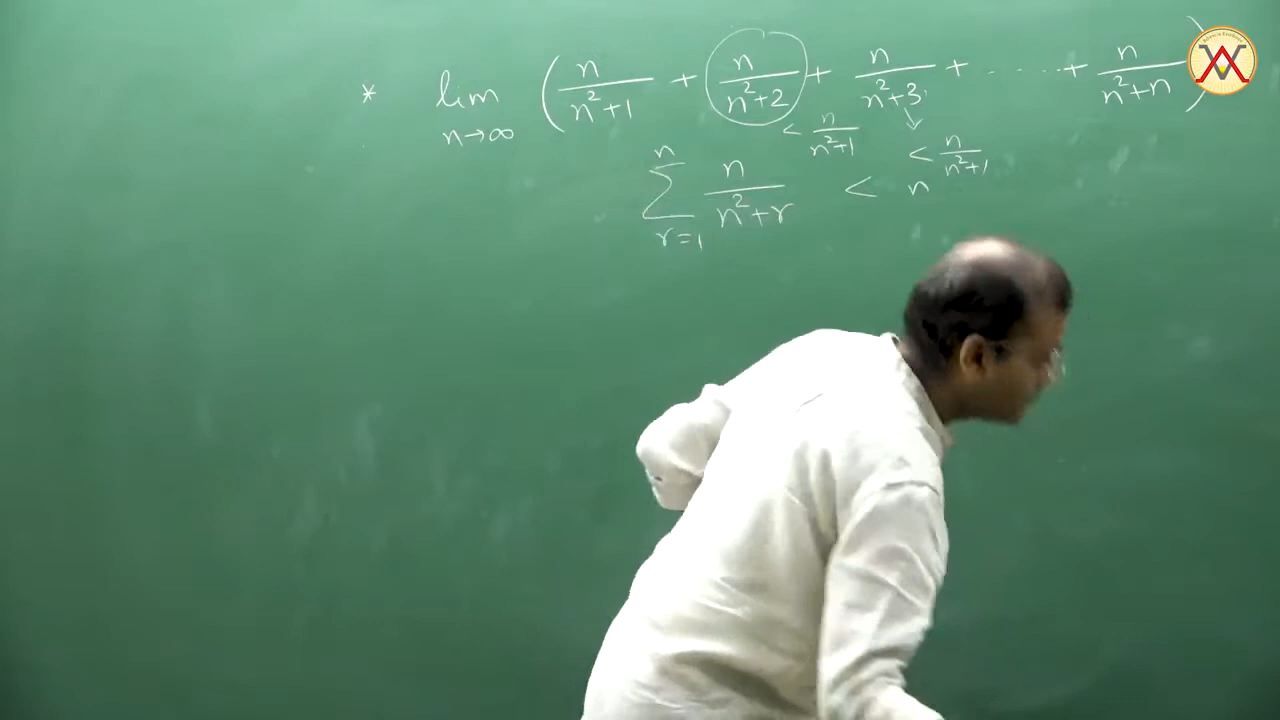 * lim n→∞ ( n/(n²+1) + n/(n²+2) + n/(n²+3) + ...... + n/(n²+n) )
< n/(n²+1)
< n/(n²+1)
n Σ r=1 n/(n²+r) < n